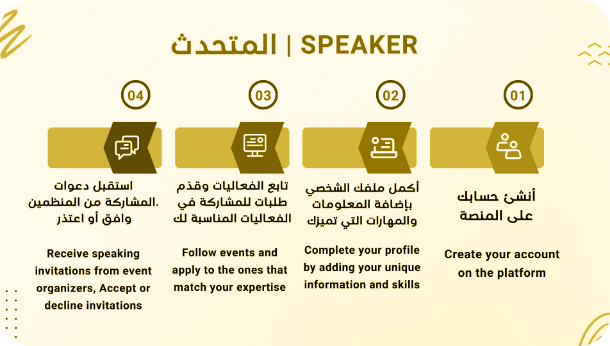 المتحدث | SPEAKER
01
أنشئ حسابك
على المنصة
Create your account
on the platform
02
أكمل ملفك الشخصي
بإضافة المعلومات
والمهارات التي تميزك
Complete your profile
by adding your unique
information and skills
03
تابع الفعاليات وقدّم
طلبات للمشاركة في
الفعاليات المناسبة لك
Follow events and
apply to the ones that
match your expertise
04
استقبل دعوات
المشاركة من المنظمين.
وافق أو اعتذر
Receive speaking
invitations from event
organizers, Accept or
decline invitations